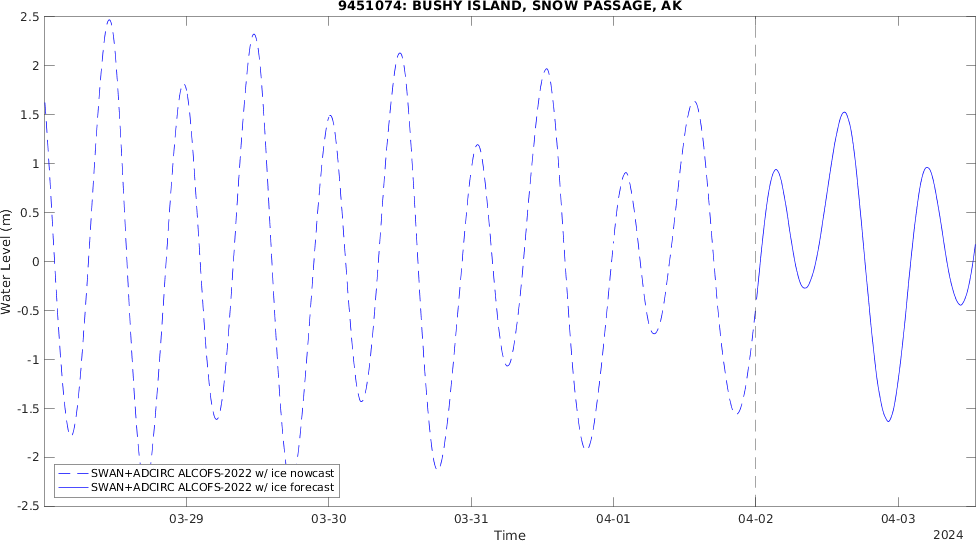 9451074: BUSHY ISLAND, SNOW PASSAGE, AK
2.5
2
1.5
1
0.5
0
-0.5
-1
-1.5
-2
-2.5
Water Level (m)
SWAN+ADCIRC ALCOFS-2022 w/ ice nowcast
SWAN+ADCIRC ALCOFS-2022 w/ ice forecast
03-29 03-30 03-31 04-01 04-02 04-03
Time
2024